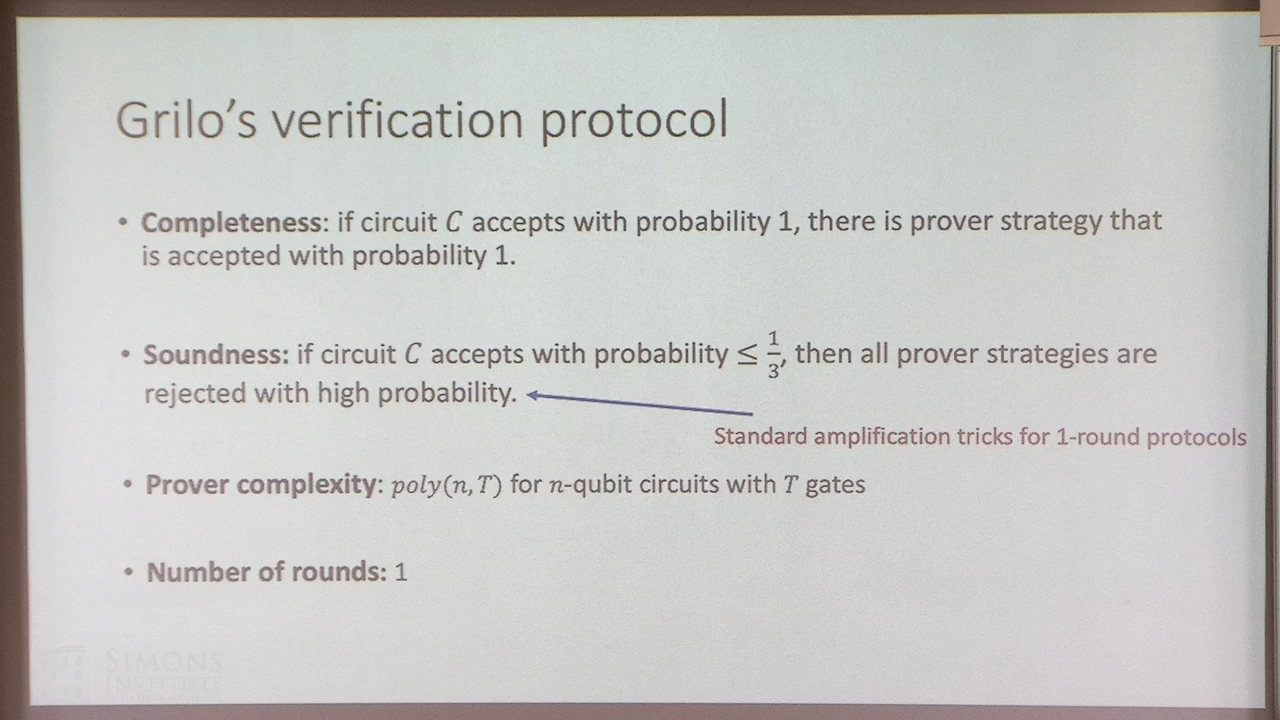 Grilo's verification protocol
• Completeness: if circuit C accepts with probability 1, there is prover strategy that
is accepted with probability 1.
• Soundness: if circuit C accepts with probability ≤ 1/3, then all prover strategies are
rejected with high probability.
Standard amplification tricks for 1-round protocols
• Prover complexity: poly(n, T) for n-qubit circuits with T gates
• Number of rounds: 1
SIMONS
INSTITUTE